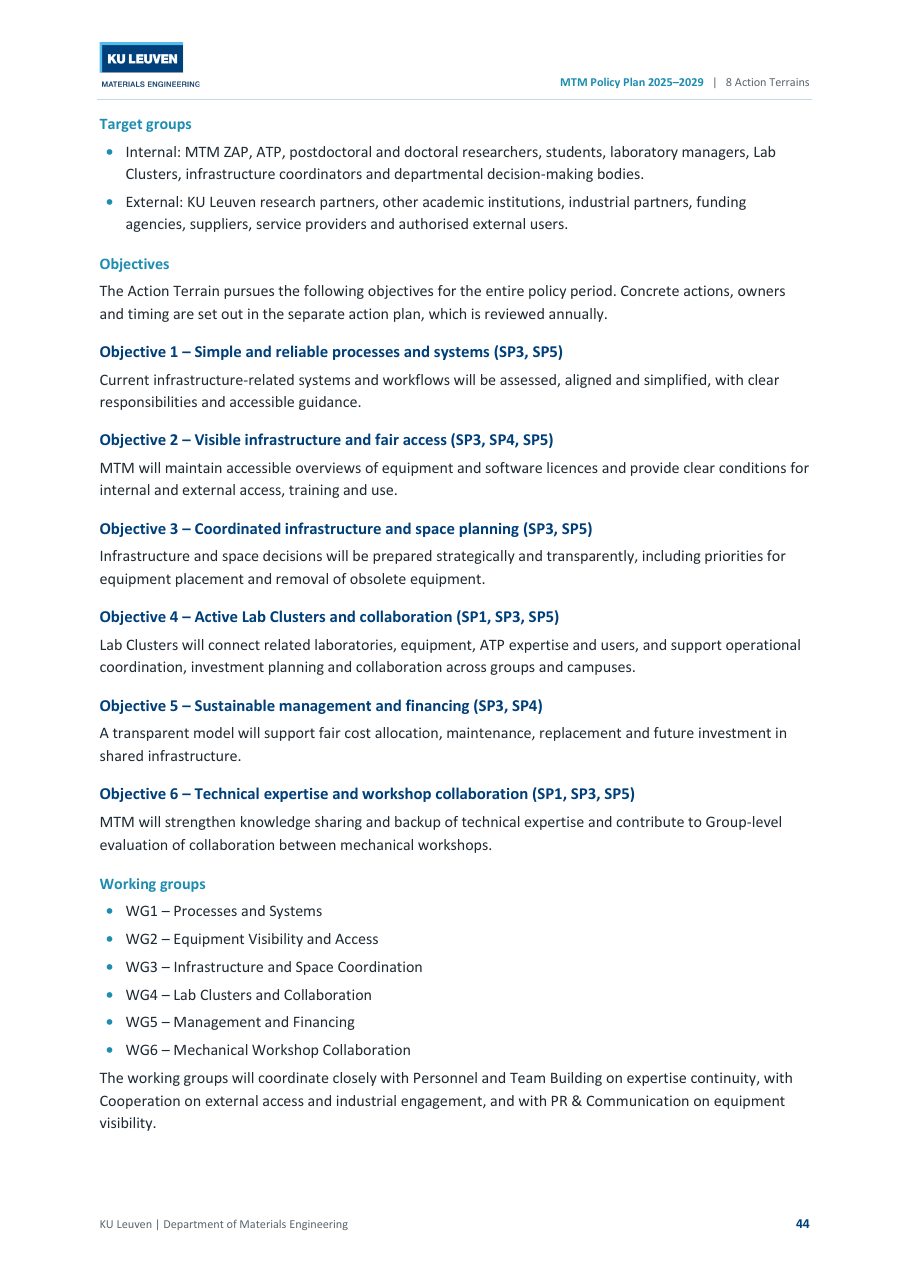 KU LEUVEN
MATERIALS ENGINEERING
MTM Policy Plan 2025–2029 | 8 Action Terrains
Target groups
• Internal: MTM ZAP, ATP, postdoctoral and doctoral researchers, students, laboratory managers, Lab
Clusters, infrastructure coordinators and departmental decision-making bodies.
• External: KU Leuven research partners, other academic institutions, industrial partners, funding
agencies, suppliers, service providers and authorised external users.
Objectives
The Action Terrain pursues the following objectives for the entire policy period. Concrete actions, owners
and timing are set out in the separate action plan, which is reviewed annually.
Objective 1 – Simple and reliable processes and systems (SP3, SP5)
Current infrastructure-related systems and workflows will be assessed, aligned and simplified, with clear
responsibilities and accessible guidance.
Objective 2 – Visible infrastructure and fair access (SP3, SP4, SP5)
MTM will maintain accessible overviews of equipment and software licences and provide clear conditions for
internal and external access, training and use.
Objective 3 – Coordinated infrastructure and space planning (SP3, SP5)
Infrastructure and space decisions will be prepared strategically and transparently, including priorities for
equipment placement and removal of obsolete equipment.
Objective 4 – Active Lab Clusters and collaboration (SP1, SP3, SP5)
Lab Clusters will connect related laboratories, equipment, ATP expertise and users, and support operational
coordination, investment planning and collaboration across groups and campuses.
Objective 5 – Sustainable management and financing (SP3, SP4)
A transparent model will support fair cost allocation, maintenance, replacement and future investment in
shared infrastructure.
Objective 6 – Technical expertise and workshop collaboration (SP1, SP3, SP5)
MTM will strengthen knowledge sharing and backup of technical expertise and contribute to Group-level
evaluation of collaboration between mechanical workshops.
Working groups
• WG1 – Processes and Systems
• WG2 – Equipment Visibility and Access
• WG3 – Infrastructure and Space Coordination
• WG4 – Lab Clusters and Collaboration
• WG5 – Management and Financing
• WG6 – Mechanical Workshop Collaboration
The working groups will coordinate closely with Personnel and Team Building on expertise continuity, with
Cooperation on external access and industrial engagement, and with PR & Communication on equipment
visibility.
KU Leuven | Department of Materials Engineering
44